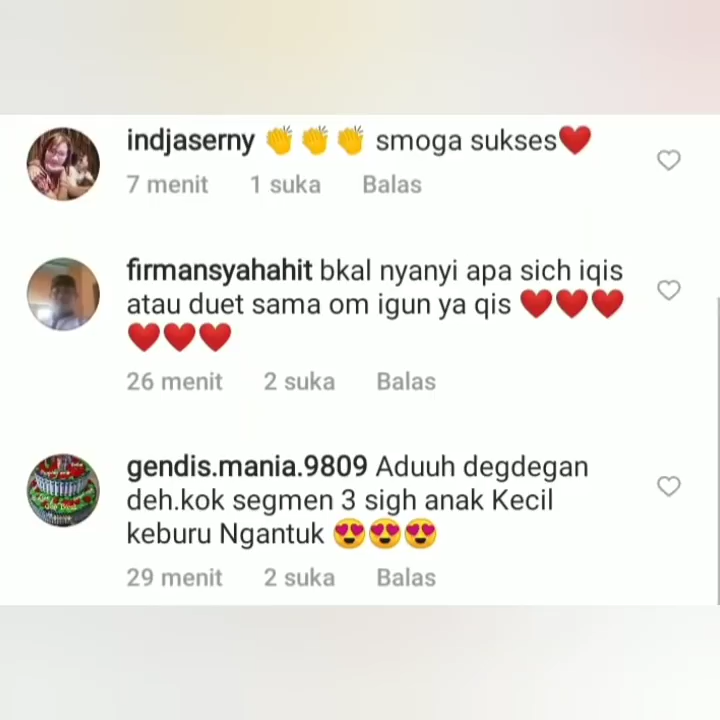 indjaserny 👏👏👏 smoga sukses❤️
7 menit 1 suka Balas
firmansyahahit bkal nyanyi apa sich iqis
atau duet sama om igun ya qis ❤️❤️❤️
❤️❤️❤️
26 menit 2 suka Balas
gendis.mania.9809 Aduuh degdegan
deh.kok segmen 3 sigh anak Kecil
keburu Ngantuk 😍😍😍
29 menit 2 suka Balas